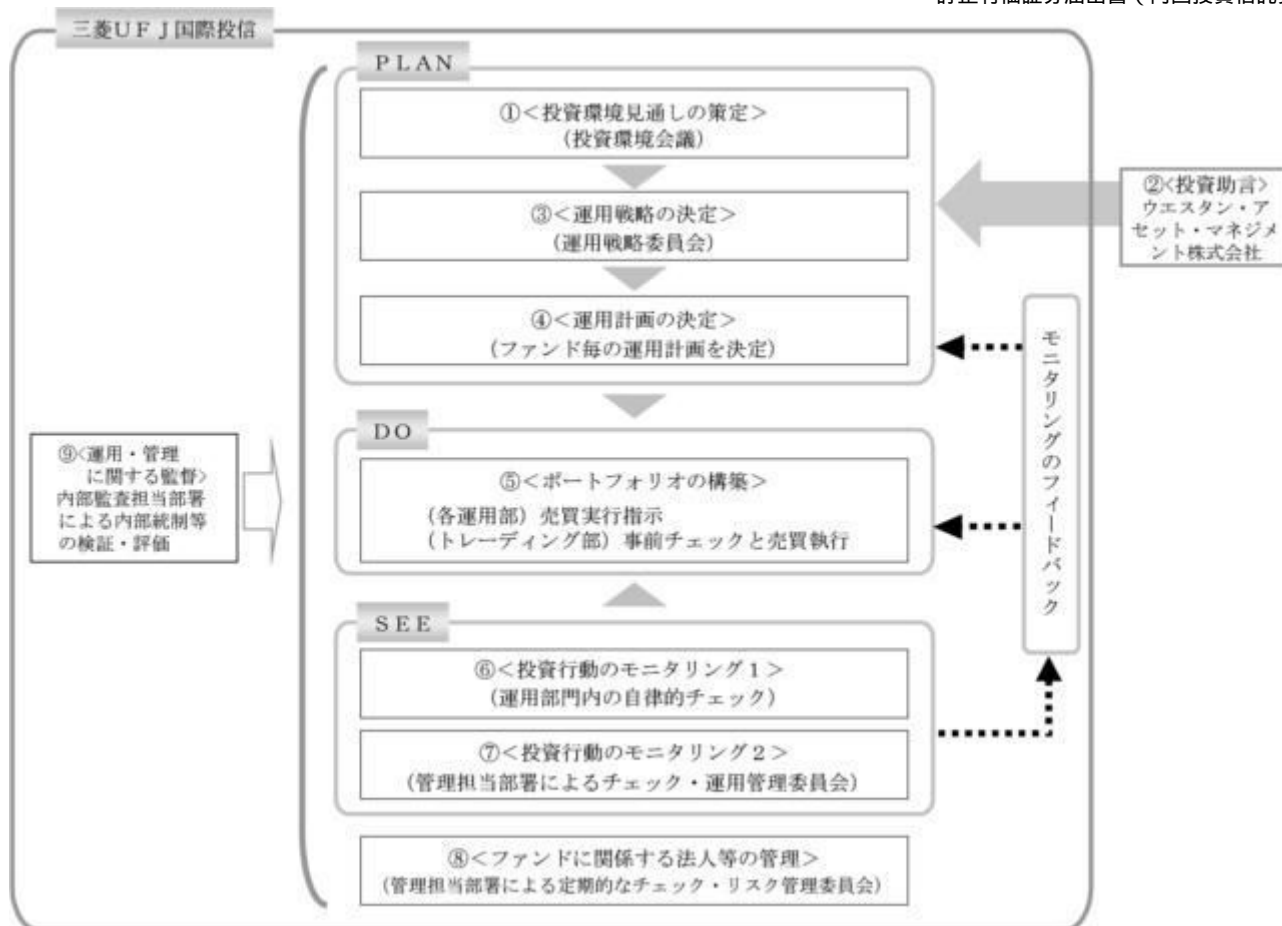 三菱UFJ国際投信
PLAN
①<投資環境見通しの策定>
(投資環境会議)
②<投資助言>
ウエスタン・ア
セット・マネジメ
ント株式会社
③<運用戦略の決定>
(運用戦略委員会)
④<運用計画の決定>
(ファンド毎の運用計画を決定)
モニタリングのフィードバック
DO
⑤<ポートフォリオの構築>
(各運用部)売買実行指示
(トレーディング部)事前チェックと売買執行
⑨<運用・管理
に関する監督>
内部監査担当部署
による内部統制等
の検証・評価
SEE
⑥<投資行動のモニタリング1>
(運用部門内の自律的チェック)
⑦<投資行動のモニタリング2>
(管理担当部署によるチェック・運用管理委員会)
⑧<ファンドに関係する法人等の管理>
(管理担当部署による定期的なチェック・リスク管理委員会)